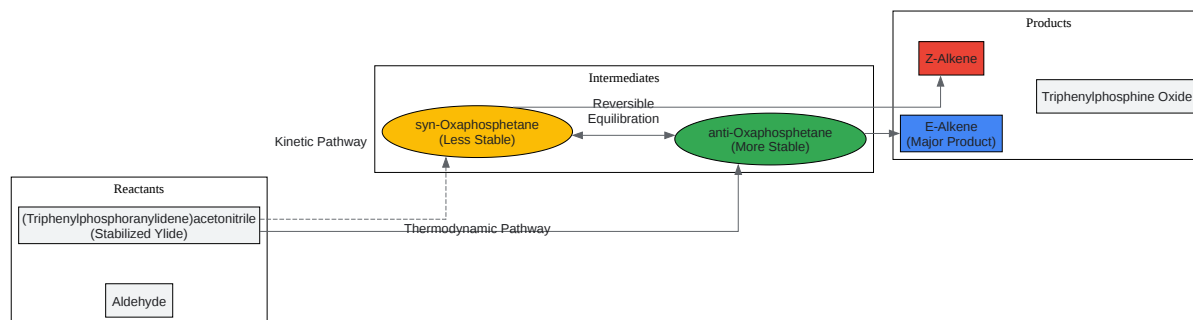 Products
Z-Alkene
Triphenylphosphine Oxide
E-Alkene
(Major Product)
Intermediates
syn-Oxaphosphetane
(Less Stable)
Reversible
Equilibration
anti-Oxaphosphetane
(More Stable)
Kinetic Pathway
Reactants
(Triphenylphosphoranylidene)acetonitrile
(Stabilized Ylide)
Thermodynamic Pathway
Aldehyde